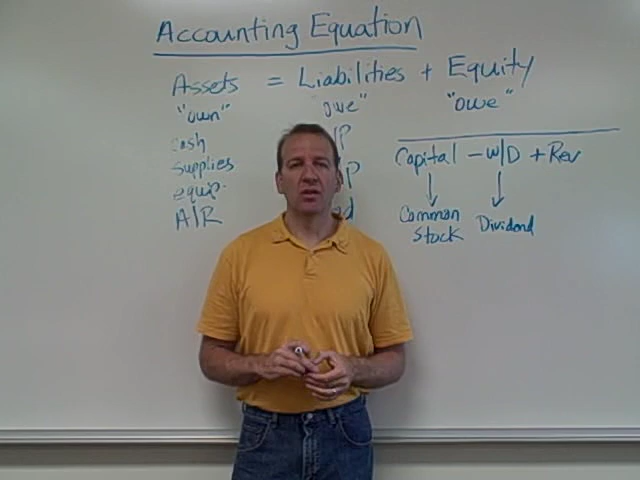 Accounting Equation
Assets = Liabilities + Equity
"own" "owe" "owe"
cash
supplies
equip.
A/R
Capital - W/D + Rev
Common Stock
Dividend